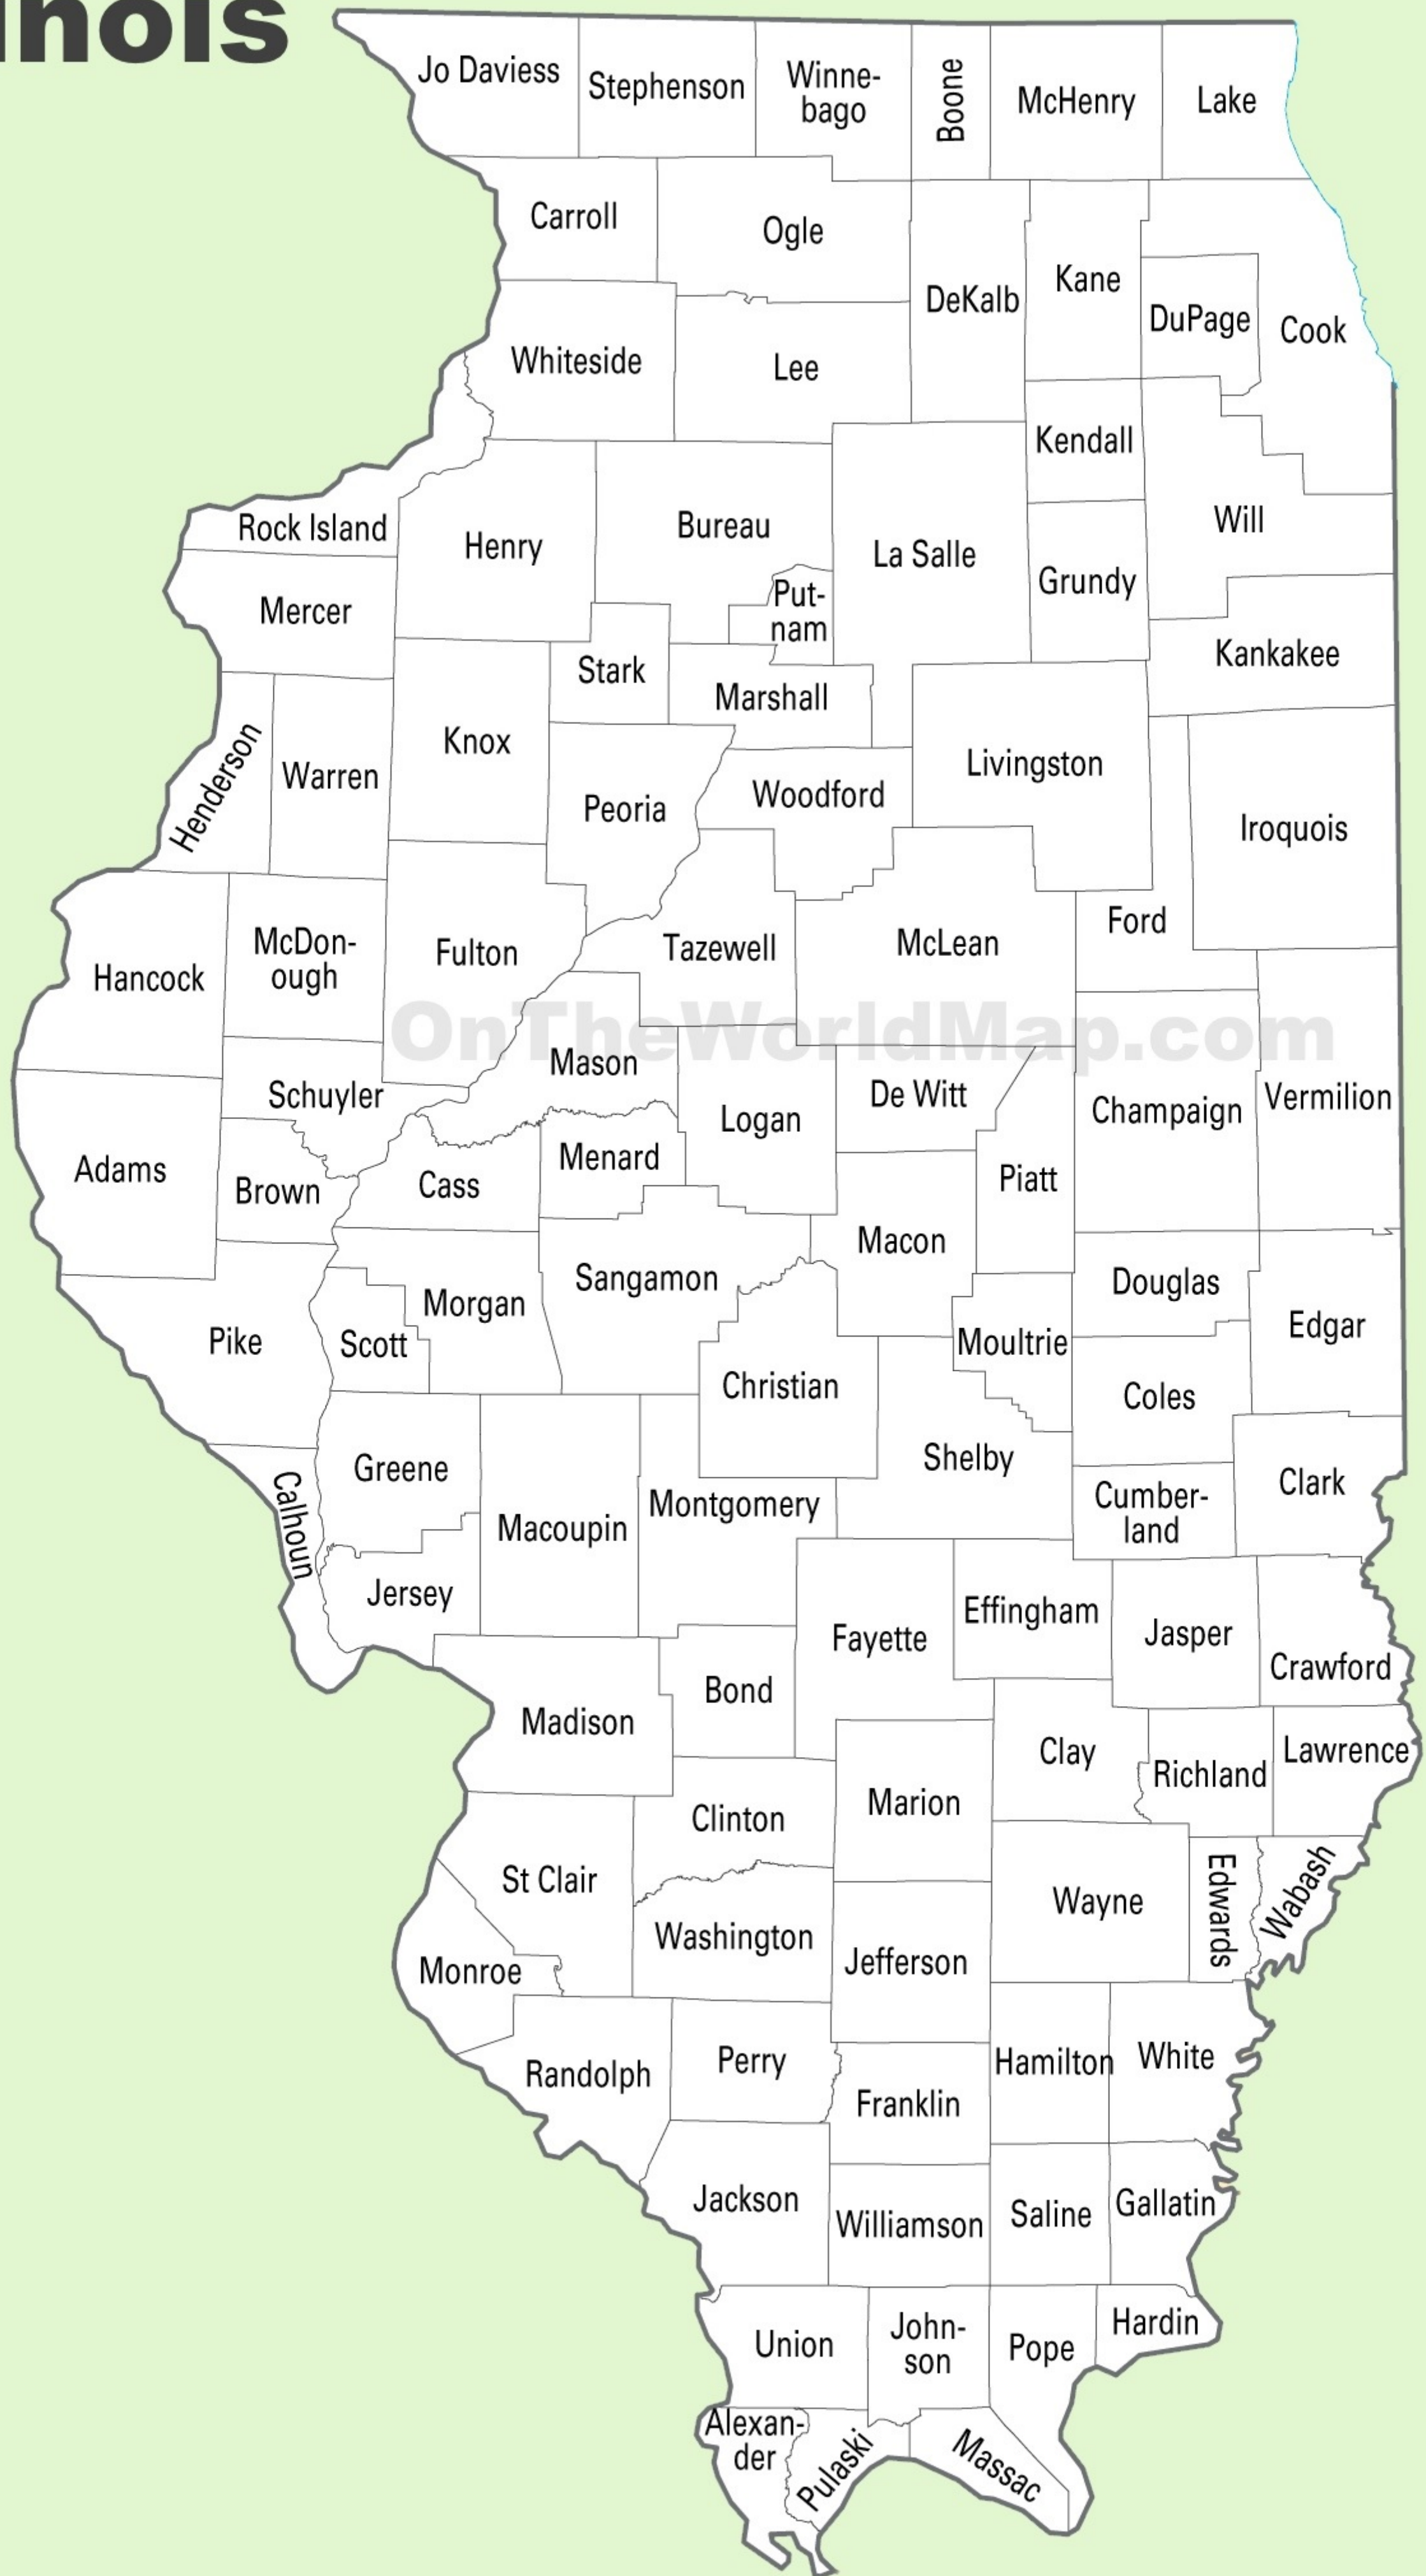 inois
Jo Daviess
Stephenson
Winne-
bago
Boone
McHenry
Lake
Carroll
Ogle
DeKalb
Kane
DuPage
Cook
Whiteside
Lee
Kendall
Rock Island
Henry
Bureau
La Salle
Will
Grundy
Mercer
Put-
nam
Kankakee
Stark
Marshall
Henderson
Warren
Knox
Peoria
Woodford
Livingston
Iroquois
Ford
Hancock
McDon-
ough
Fulton
Tazewell
McLean
OnTheWorldMap.com
Mason
Schuyler
Logan
De Witt
Champaign
Vermilion
Adams
Brown
Cass
Menard
Piatt
Macon
Sangamon
Douglas
Morgan
Pike
Scott
Moultrie
Edgar
Christian
Coles
Shelby
Greene
Calhoun
Macoupin
Montgomery
Cumber-
land
Clark
Jersey
Fayette
Effingham
Jasper
Crawford
Bond
Madison
Clay
Richland
Lawrence
Clinton
Marion
St Clair
Wayne
Edwards
Wabash
Washington
Jefferson
Monroe
Randolph
Perry
Hamilton
White
Franklin
Jackson
Williamson
Saline
Gallatin
Union
John-
son
Pope
Hardin
Alexan-
der
Pulaski
Massac